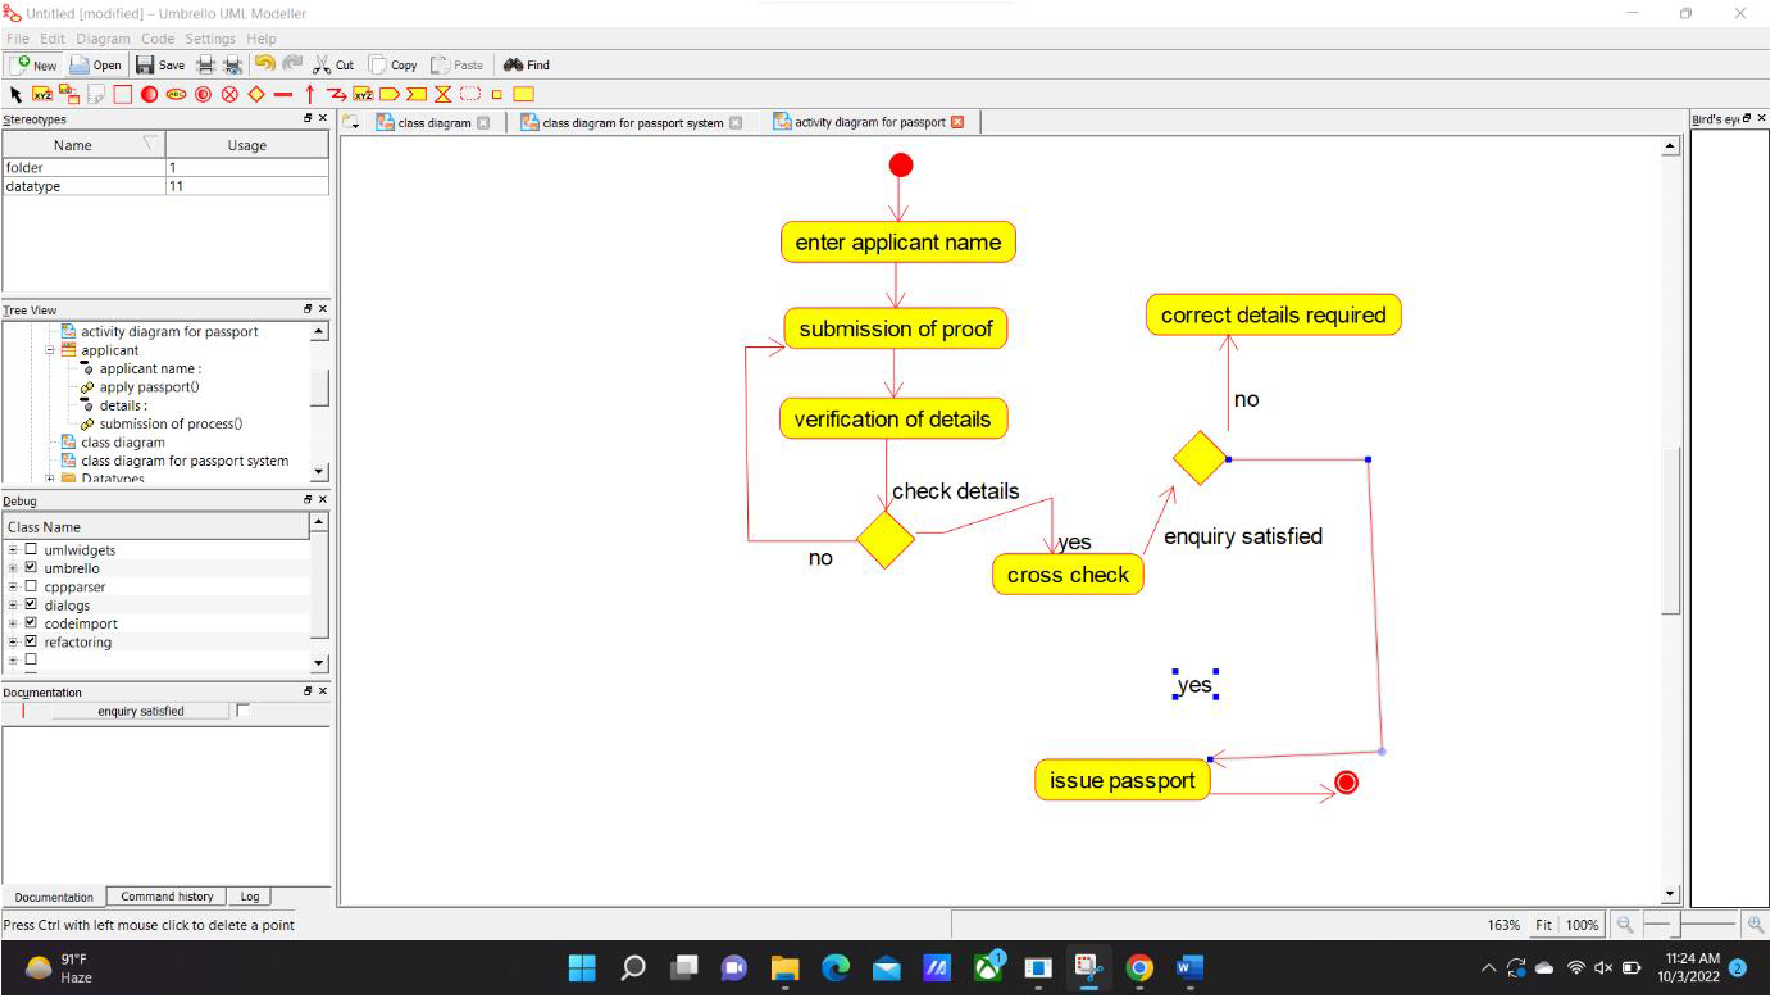 Untitled [modified] – Umbrello UML Modeller
File Edit Diagram Code Settings Help
New Open Save Cut Copy Paste Find
Stereotypes
class diagram
class diagram for passport system
activity diagram for passport
Bird's eye
Name Usage
folder 1
datatype 11
Tree View
activity diagram for passport
applicant
applicant name :
apply passport()
details :
submission of process()
class diagram
class diagram for passport system
Datatypes
Debug
Class Name
umlwidgets
umbrello
cppparser
dialogs
codeimport
refactoring
Documentation
enquiry satisfied
Documentation Command history Log
enter applicant name
submission of proof
verification of details
check details
no
yes
cross check
correct details required
no
enquiry satisfied
yes
issue passport
Press Ctrl with left mouse click to delete a point
163% Fit 100%
91°F
Haze
1
11:24 AM
10/3/2022
2